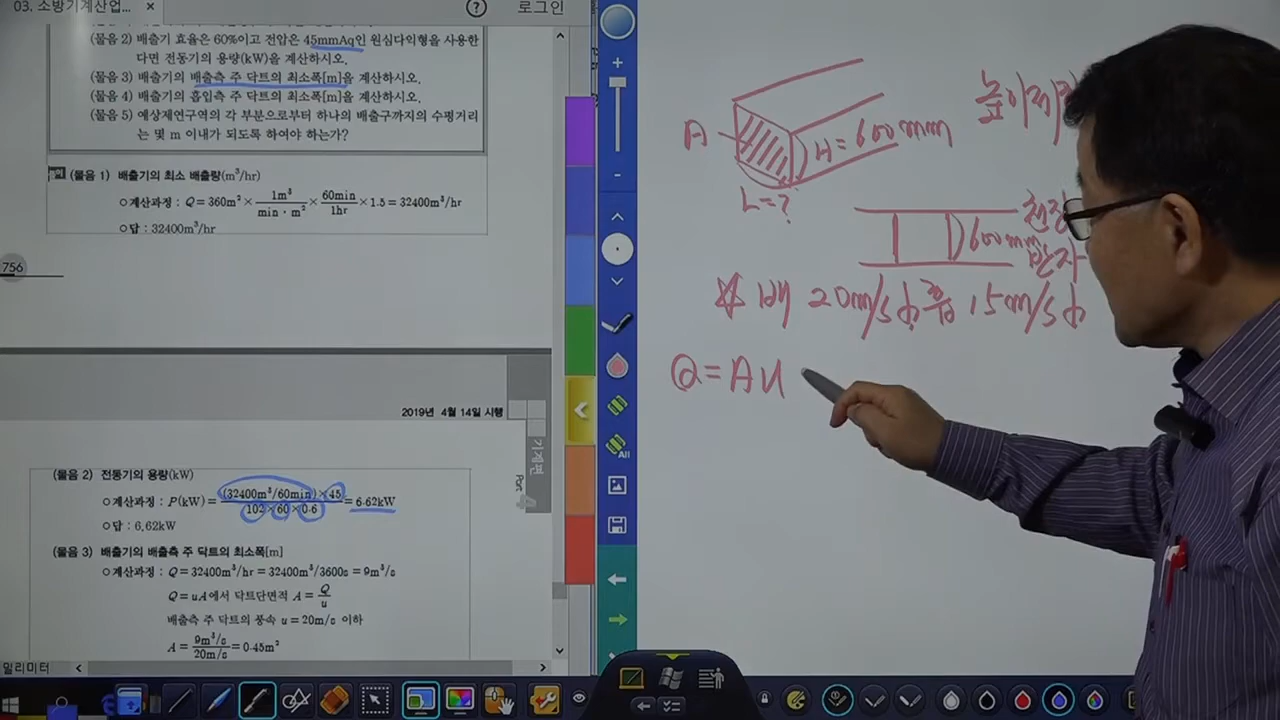 03. 소방기계산업...
×
?
로그인
(물음 2) 배출기 효율은 60%이고 전압은 45mmAq인 원심다익형을 사용한
다면 전동기의 용량(kW)을 계산하시오.
(물음 3) 배출기의 배출측 주 닥트의 최소폭[m]을 계산하시오.
(물음 4) 배출기의 흡입측 주 닥트의 최소폭[m]을 계산하시오.
(물음 5) 예상제연구역의 각 부분으로부터 하나의 배출구까지의 수평거리
는 몇 m 이내가 되도록 하여야 하는가?
답 (물음 1) 배출기의 최소 배출량(m³/hr)
○계산과정 : Q = 360m² × 1m³/min·m² × 60min/1hr × 1.5 = 32400m³/hr
○답 : 32400m³/hr
756
2019년 4월 14일 시행
기계편
Part 4
(물음 2) 전동기의 용량(kW)
○계산과정 : P(kW) = (32400m³/60min) × 45 / 102 × 60 × 0.6 = 6.62kW
○답 : 6.62kW
(물음 3) 배출기의 배출측 주 닥트의 최소폭[m]
○계산과정 : Q = 32400m³/hr = 32400m³/3600s = 9m³/s
Q = uA에서 닥트단면적 A = Q/u
배출측 주 닥트의 풍속 u = 20m/s 이하
A = 9m³/s / 20m/s = 0.45m²
밀리미터
All
높이제한
A
H=600mm
L=?
천장
600mm
반자
☆ 배 20m/s↓ 흡 15m/s↓
Q=Au